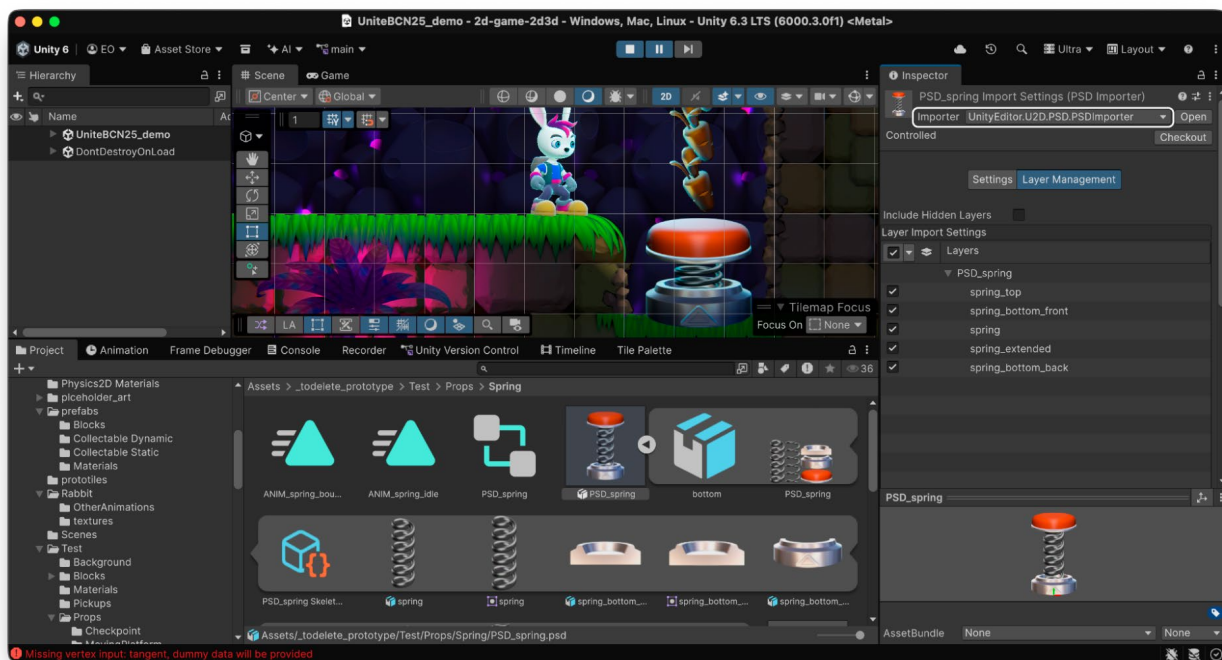 UniteBCN25_demo - 2d-game-2d3d - Windows, Mac, Linux - Unity 6.3 LTS (6000.3.0f1) <Metal>
Unity 6 EO Asset Store AI main Ultra Layout
Hierarchy
Name
UniteBCN25_demo
DontDestroyOnLoad
Scene Game
Center Global 2D
1
LA
Tilemap Focus
Focus On None
Inspector
PSD_spring Import Settings (PSD Importer)
Importer UnityEditor.U2D.PSD.PSDImporter Open
Controlled Checkout
Settings Layer Management
Include Hidden Layers
Layer Import Settings
Layers
PSD_spring
spring_top
spring_bottom_front
spring
spring_extended
spring_bottom_back
Project Animation Frame Debugger Console Recorder Unity Version Control Timeline Tile Palette
36
Physics2D Materials
plceholder_art
prefabs
Blocks
Collectable Dynamic
Collectable Static
Materials
prototiles
Rabbit
OtherAnimations
textures
Scenes
Test
Background
Blocks
Materials
Pickups
Props
Checkpoint
MovingPlatform
Assets > _todelete_prototype > Test > Props > Spring
ANIM_spring_bou... ANIM_spring_idle PSD_spring PSD_spring bottom PSD_spring
PSD_spring Skelet... spring spring spring_bottom_... spring_bottom_... spring_bottom_...
Assets/_todelete_prototype/Test/Props/Spring/PSD_spring.psd
PSD_spring
AssetBundle None None
Missing vertex input: tangent, dummy data will be provided